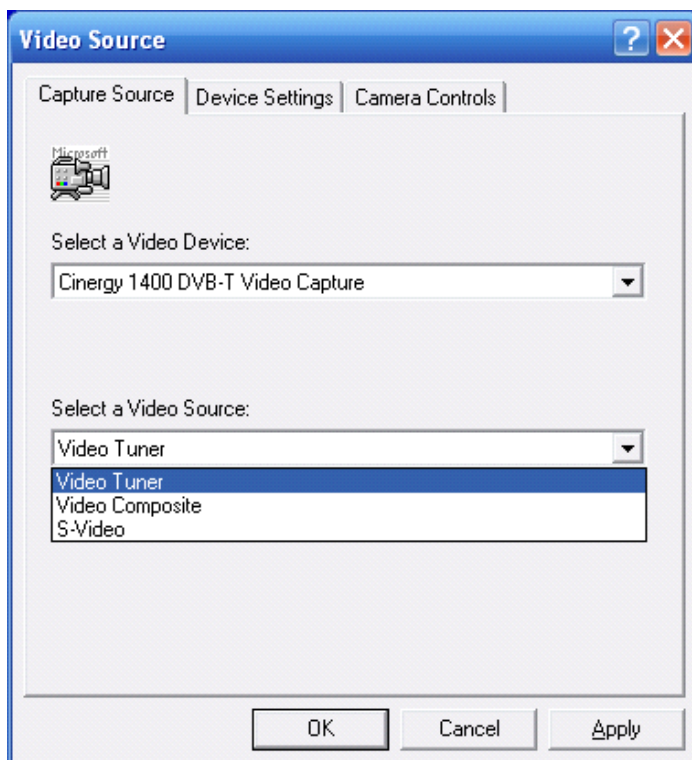 Video Source
Capture Source Device Settings Camera Controls
Microsoft
Select a Video Device:
Cinergy 1400 DVB-T Video Capture
Select a Video Source:
Video Tuner
Video Tuner
Video Composite
S-Video
OK Cancel Apply